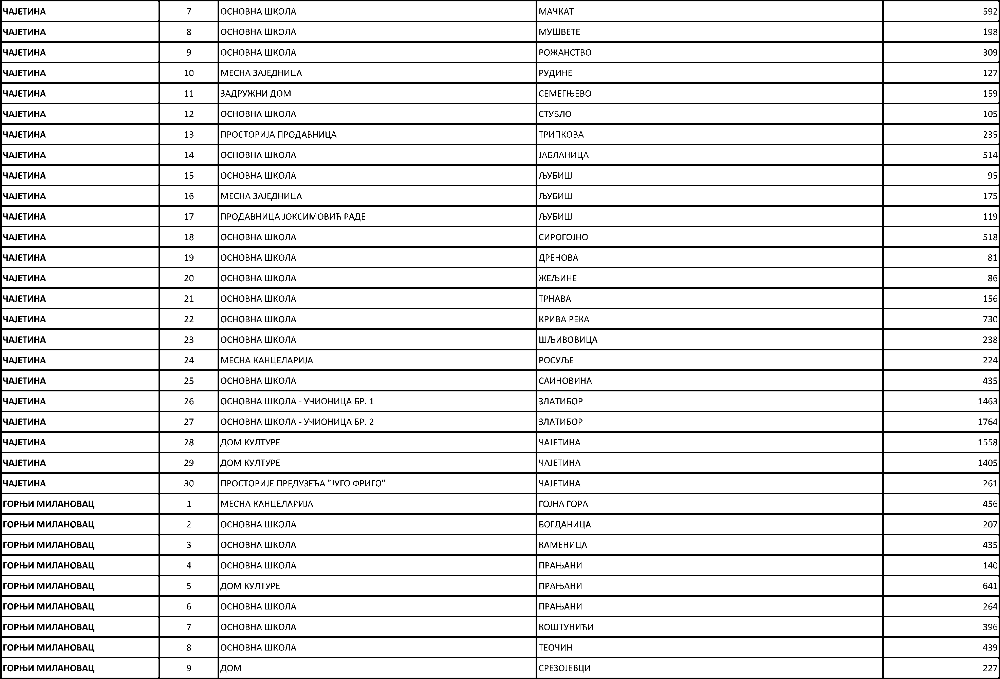 ЧАЈЕТИНА 7 ОСНОВНА ШКОЛА МАЧКАТ 592
ЧАЈЕТИНА 8 ОСНОВНА ШКОЛА МУШВЕТЕ 198
ЧАЈЕТИНА 9 ОСНОВНА ШКОЛА РОЖАНСТВО 309
ЧАЈЕТИНА 10 МЕСНА ЗАЈЕДНИЦА РУДИНЕ 127
ЧАЈЕТИНА 11 ЗАДРУЖНИ ДОМ СЕМЕГЊЕВО 159
ЧАЈЕТИНА 12 ОСНОВНА ШКОЛА СТУБЛО 105
ЧАЈЕТИНА 13 ПРОСТОРИЈА ПРОДАВНИЦА ТРИПКОВА 235
ЧАЈЕТИНА 14 ОСНОВНА ШКОЛА ЈАБЛАНИЦА 514
ЧАЈЕТИНА 15 ОСНОВНА ШКОЛА ЉУБИШ 95
ЧАЈЕТИНА 16 МЕСНА ЗАЈЕДНИЦА ЉУБИШ 175
ЧАЈЕТИНА 17 ПРОДАВНИЦА ЈОКСИМОВИЋ РАДЕ ЉУБИШ 119
ЧАЈЕТИНА 18 ОСНОВНА ШКОЛА СИРОГОЈНО 518
ЧАЈЕТИНА 19 ОСНОВНА ШКОЛА ДРЕНОВА 81
ЧАЈЕТИНА 20 ОСНОВНА ШКОЛА ЖЕЉИНЕ 86
ЧАЈЕТИНА 21 ОСНОВНА ШКОЛА ТРНАВА 156
ЧАЈЕТИНА 22 ОСНОВНА ШКОЛА КРИВА РЕКА 730
ЧАЈЕТИНА 23 ОСНОВНА ШКОЛА ШЉИВОВИЦА 238
ЧАЈЕТИНА 24 МЕСНА КАНЦЕЛАРИЈА РОСУЉЕ 224
ЧАЈЕТИНА 25 ОСНОВНА ШКОЛА САИНОВИНА 435
ЧАЈЕТИНА 26 ОСНОВНА ШКОЛА - УЧИОНИЦА БР. 1 ЗЛАТИБОР 1463
ЧАЈЕТИНА 27 ОСНОВНА ШКОЛА - УЧИОНИЦА БР. 2 ЗЛАТИБОР 1764
ЧАЈЕТИНА 28 ДОМ КУЛТУРЕ ЧАЈЕТИНА 1558
ЧАЈЕТИНА 29 ДОМ КУЛТУРЕ ЧАЈЕТИНА 1405
ЧАЈЕТИНА 30 ПРОСТОРИЈЕ ПРЕДУЗЕЋА "ЈУГО ФРИГО" ЧАЈЕТИНА 261
ГОРЊИ МИЛАНОВАЦ 1 МЕСНА КАНЦЕЛАРИЈА ГОЈНА ГОРА 456
ГОРЊИ МИЛАНОВАЦ 2 ОСНОВНА ШКОЛА БОГДАНИЦА 207
ГОРЊИ МИЛАНОВАЦ 3 ОСНОВНА ШКОЛА КАМЕНИЦА 435
ГОРЊИ МИЛАНОВАЦ 4 ОСНОВНА ШКОЛА ПРАЊАНИ 140
ГОРЊИ МИЛАНОВАЦ 5 ДОМ КУЛТУРЕ ПРАЊАНИ 641
ГОРЊИ МИЛАНОВАЦ 6 ОСНОВНА ШКОЛА ПРАЊАНИ 264
ГОРЊИ МИЛАНОВАЦ 7 ОСНОВНА ШКОЛА КОШТУНИЋИ 396
ГОРЊИ МИЛАНОВАЦ 8 ОСНОВНА ШКОЛА ТЕОЧИН 439
ГОРЊИ МИЛАНОВАЦ 9 ДОМ СРЕЗОЈЕВЦИ 227